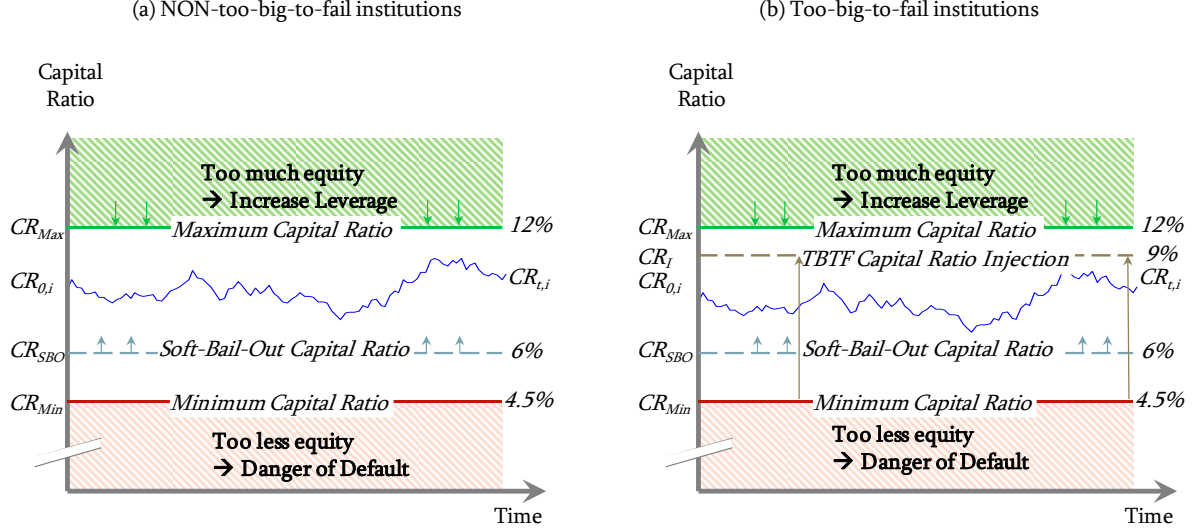 (a) NON-too-big-to-fail institutions
Capital
Ratio
Too much equity
→ Increase Leverage
CR_Max
Maximum Capital Ratio
12%
CR_0,i
CR_t,i
CR_SBO
Soft-Bail-Out Capital Ratio
6%
CR_Min
Minimum Capital Ratio
4.5%
Too less equity
→ Danger of Default
Time
(b) Too-big-to-fail institutions
Capital
Ratio
Too much equity
→ Increase Leverage
CR_Max
Maximum Capital Ratio
12%
CR_I
TBTF Capital Ratio Injection
9%
CR_0,i
CR_t,i
CR_SBO
Soft-Bail-Out Capital Ratio
6%
CR_Min
Minimum Capital Ratio
4.5%
Too less equity
→ Danger of Default
Time